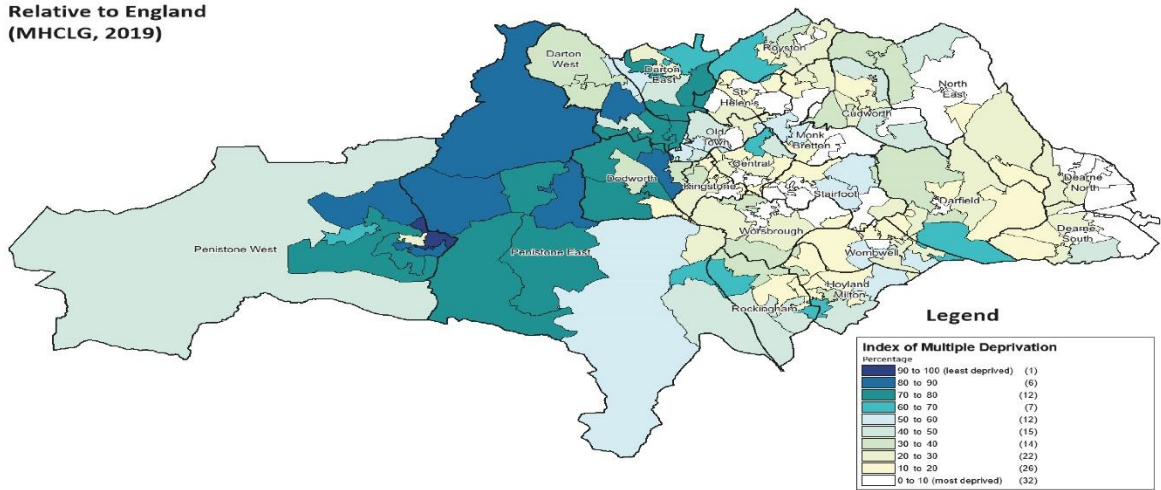 Relative to England
(MHCLG, 2019)
Darton
West
Darton
East
Royston
North
East
St
Helen's
Cudworth
Old
Town
Monk
Bretton
Central
Dodworth
Kingstone
Stairfoot
Dearne
North
Darfield
Worsbrough
Dearne
South
Penistone West
Penistone East
Wombwell
Hoyland
Milton
Rockingham
Legend
Index of Multiple Deprivation
Percentage
90 to 100 (least deprived) (1)
80 to 90 (6)
70 to 80 (12)
60 to 70 (7)
50 to 60 (12)
40 to 50 (15)
30 to 40 (14)
20 to 30 (22)
10 to 20 (26)
0 to 10 (most deprived) (32)